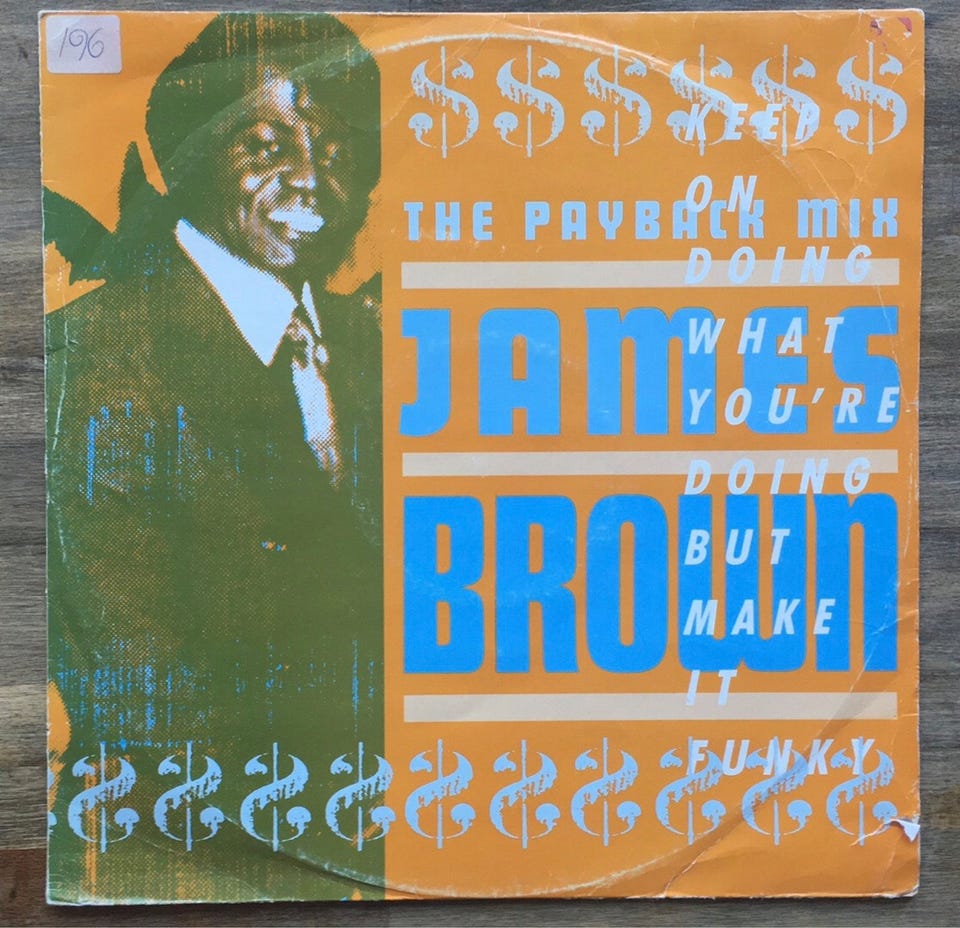 196
$ $ $ $ $ $
THE PAYBACK MIX
JAMES
BROWN
KEEP
ON
DOING
WHAT
YOU'RE
DOING
BUT
MAKE
IT
FUNKY